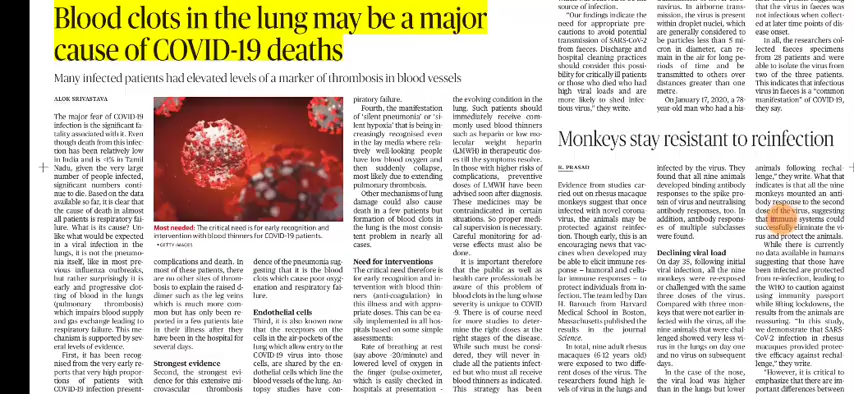 Blood clots in the lung may be a major
cause of COVID-19 deaths
Many infected patients had elevated levels of a marker of thrombosis in blood vessels
ALOK SRIVASTAVA
The major fear of COVID-19
infection is the significant fa-
tality associated with it. Even
though death from this infec-
tion has been relatively low
in India and is <1% in Tamil
Nadu, given the very large
number of people infected,
significant numbers conti-
nue to die. Based on the data
available so far, it is clear that
the cause of death in almost
all patients is respiratory fai-
lure. What is its cause? Un-
like what would be expected
in a viral infection in the
lungs, it is not the pneumo-
nia itself, like in most pre-
vious influenza outbreaks,
but rather surprisingly it is
early and progressive clot-
ting of blood in the lungs
(pulmonary thrombosis)
which impairs blood supply
and gas exchange leading to
respiratory failure. This me-
chanism is supported by sev-
eral levels of evidence.
First, it has been recog-
nised from the very early re-
ports that very high propor-
tions of patients with
COVID-19 infection present-
Most needed: The critical need is for early recognition and
intervention with blood thinners for COVID-19 patients.
GETTY IMAGES
complications and death. In
most of these patients, there
are no other sites of throm-
bosis to explain the raised d-
dimer such as the leg veins
which is much more com-
mon but has only been re-
ported in a few patients late
in their illness after they
have been in the hospital for
several days.
Strongest evidence
Second, the strongest evi-
dence for this extensive mi-
crovascular thrombosis
dence of the pneumonia sug-
gesting that it is the blood
clots which cause poor oxyg-
enation and respiratory fai-
lure.
Endothelial cells
Third, it is also known now
that the receptors on the
cells in the air-pockets of the
lung which allow entry to the
COVID-19 virus into those
cells, are shared by the en-
dothelial cells which line the
blood vessels of the lung. Au-
topsy studies have con-
piratory failure.
Fourth, the manifestation
of 'silent pneumonia' or 'si-
lent hypoxia' that is being in-
creasingly recognised even
in the lay media where rela-
tively well-looking people
have low blood oxygen and
then suddenly collapse,
most likely due to extending
pulmonary thrombosis.
Other mechanisms of lung
damage could also cause
death in a few patients but
formation of blood clots in
the lung is the most consis-
tent problem in nearly all
cases.
Need for interventions
The critical need therefore is
for early recognition and in-
tervention with blood thin-
ners (anti-coagulation) in
this illness and with appro-
priate doses. This can be ea-
sily implemented in all hos-
pitals based on some simple
assessments:
Rate of breathing at rest
(say above ~20/minute) and
lowered level of oxygen in
the finger (pulse-oximeter,
which is easily checked in
hospitals at presentation -
the evolving condition in the
lung. Such patients should
immediately receive com-
monly used blood thinners
such as heparin or low mo-
lecular weight heparin
(LMWH) in therapeutic dos-
es till the symptoms resolve.
In those with higher risks of
complications, preventive
doses of LMWH have been
advised soon after diagnosis.
These medicines may be
contraindicated in certain
situations. So proper medi-
cal supervision is necessary.
Careful monitoring for ad-
verse effects must also be
done.
It is important therefore
that the public as well as
health care professionals be
aware of this problem of
blood clots in the lung whose
severity is unique to COVID
19. There is of course need
for more studies to deter-
mine the right doses at the
right stages of the disease.
While such must be consi-
dered, they will never in-
clude all the patients infect-
ed but who must all receive
blood thinners as indicated.
This strategy has been
source of infection.
"Our findings indicate the
need for appropriate pre-
cautions to avoid potential
transmission of SARS-CoV-2
from faeces. Discharge and
hospital cleaning practices
should consider this possi-
bility for critically ill patients
or those who died who had
high viral loads and are
more likely to shed infec-
tious virus," they write.
navirus. In airborne trans-
mission, the virus is present
within droplet nuclei, which
are generally considered to
be particles less than 5 mi-
cron in diameter, can re-
main in the air for long pe-
riods of time and be
transmitted to others over
distances greater than one
metre.
On January 17, 2020, a 78-
year-old man who had a his-
that the virus in faeces was
not infectious when collect-
ed at later time points of dis-
ease onset.
In all, the researchers col-
lected faeces specimens
from 28 patients and were
able to isolate the virus from
two of the three patients.
This indicates that infectious
virus in faeces is a "common
manifestation" of COVID-19,
they say.
Monkeys stay resistant to reinfection
R. PRASAD
Evidence from studies car-
ried out on rhesus macaque
monkeys suggest that once
infected with novel corona-
virus, the animals may be
protected against reinfec-
tion. Though early, this is an
encouraging news that vac-
cines when developed may
be able to elicit immune res-
ponse – humoral and cellu-
lar immune responses – to
protect individuals from in-
fection. The team led by Dan
H. Barouch from Harvard
Medical School in Boston,
Massachusetts published the
results in the journal
Science.
In total, nine adult rhesus
macaques (6-12 years old)
were exposed to two diffe-
rent doses of the virus. The
researchers found high le-
vels of virus in the lungs and
infected by the virus. They
found that all nine animals
developed binding antibody
responses to the spike pro-
tein of virus and neutralising
antibody responses, too. In
addition, antibody respons-
es of multiple subclasses
were found.
Declining viral load
On day 35, following initial
viral infection, all the nine
monkeys were re-exposed
or challenged with the same
three doses of the virus.
Compared with three mon-
keys that were not earlier in-
fected with the virus, all the
nine animals that were chal-
lenged showed very less vi-
rus in the lungs on day one
and no virus on subsequent
days.
In the case of the nose,
the viral load was higher
than in the lungs but lower
animals following rechal-
lenge," they write. What that
indicates is that all the nine
monkeys mounted an anti-
body response to the second
dose of the virus, suggesting
that immune systems could
successfully eliminate the vi-
rus and protect the animals.
While there is currently
no data available in humans
suggesting that those have
been infected are protected
from re-infection, leading to
the WHO to caution against
using immunity passport
while lifting lockdowns, the
results from the animals are
reassuring. "In this study,
we demonstrate that SARS-
CoV-2 infection in rhesus
macaques provided protec-
tive efficacy against rechal-
lenge," they write.
"However, it is critical to
emphasize that there are im-
portant differences between